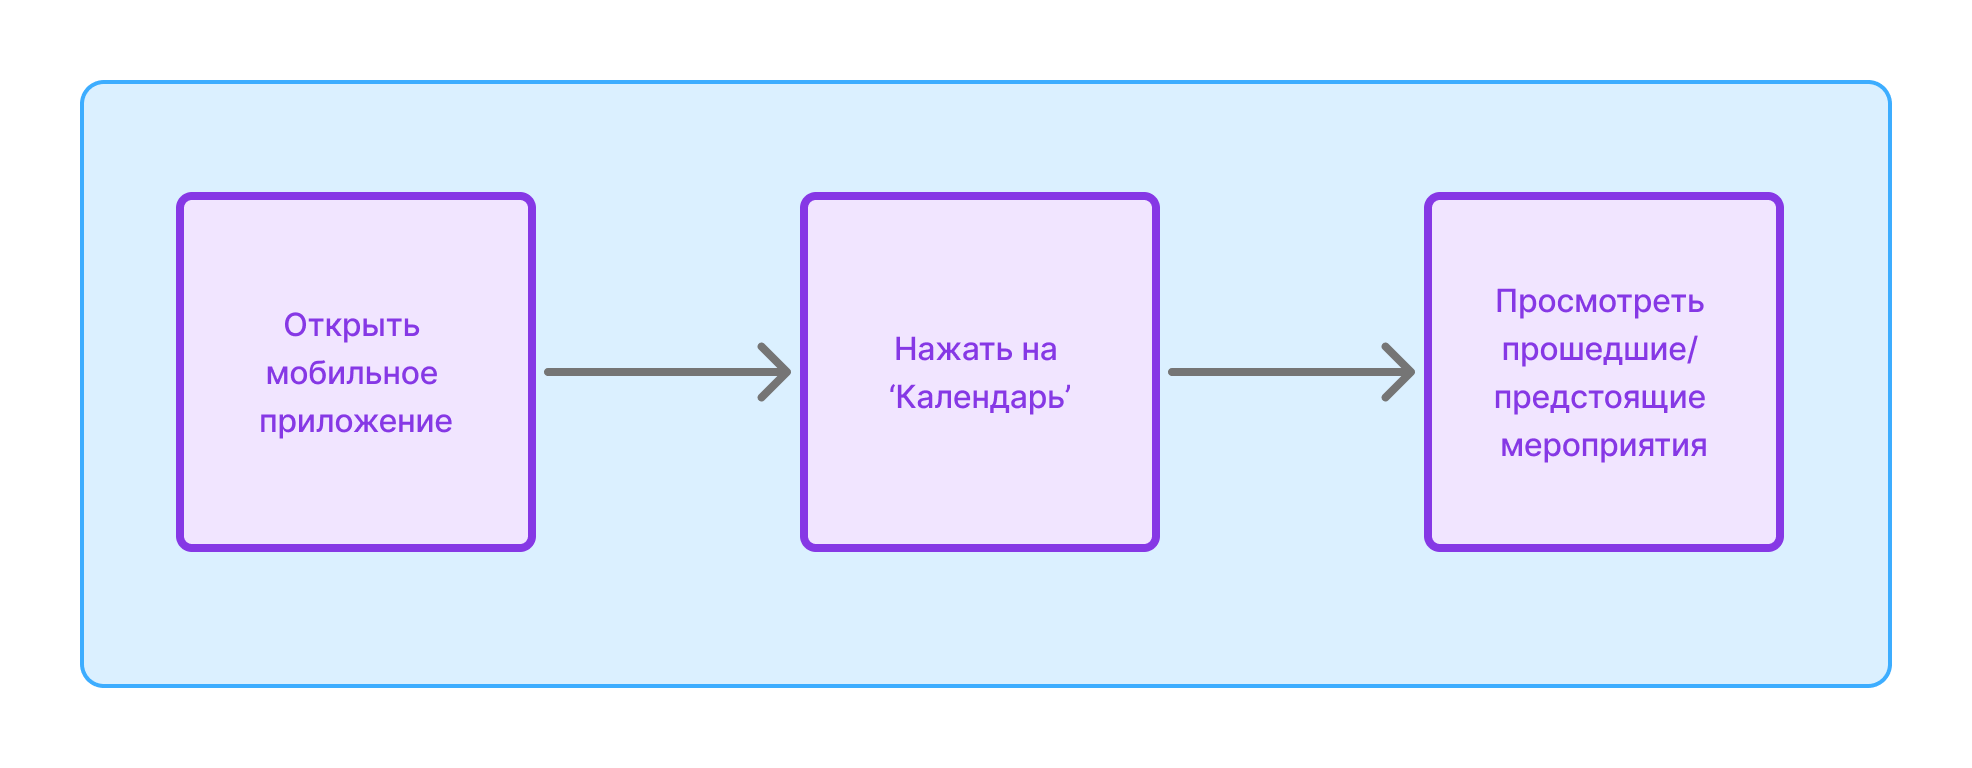 Открыть
мобильное
приложение
Нажать на
‘Календарь’
Просмотреть
прошедшие/
предстоящие
мероприятия